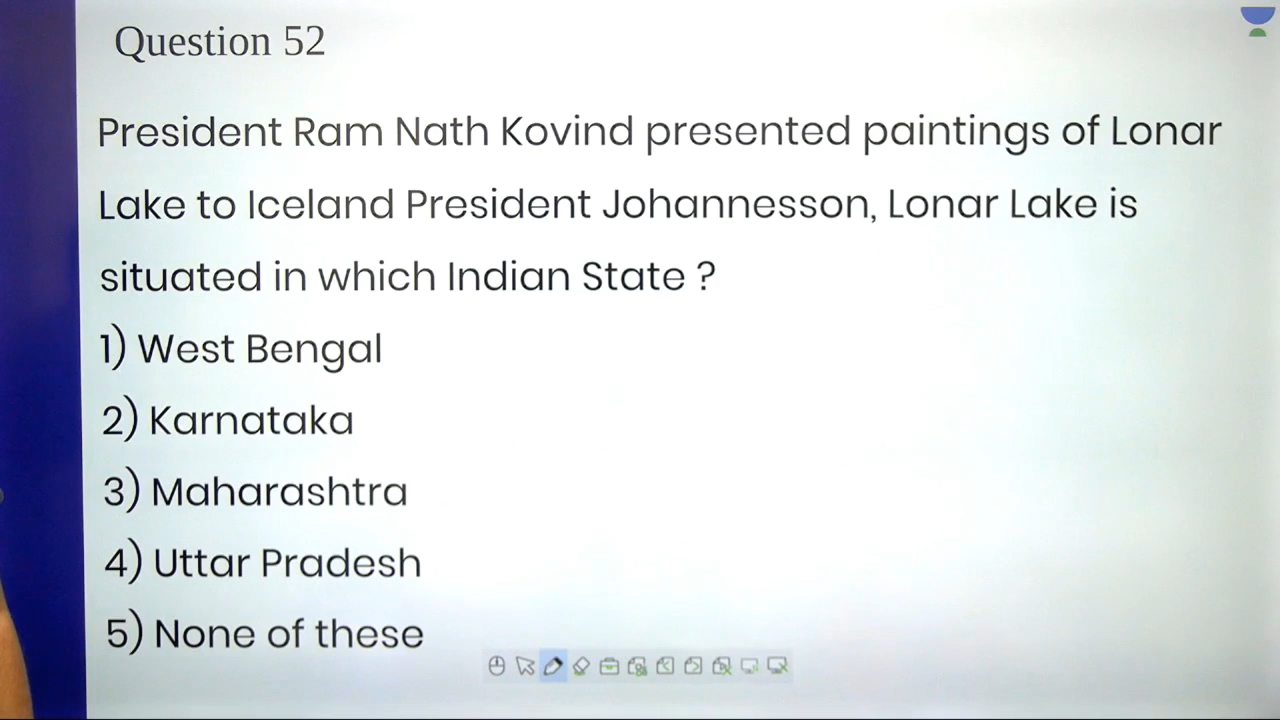 Question 52
President Ram Nath Kovind presented paintings of Lonar
Lake to Iceland President Johannesson, Lonar Lake is
situated in which Indian State ?
1) West Bengal
2) Karnataka
3) Maharashtra
4) Uttar Pradesh
5) None of these